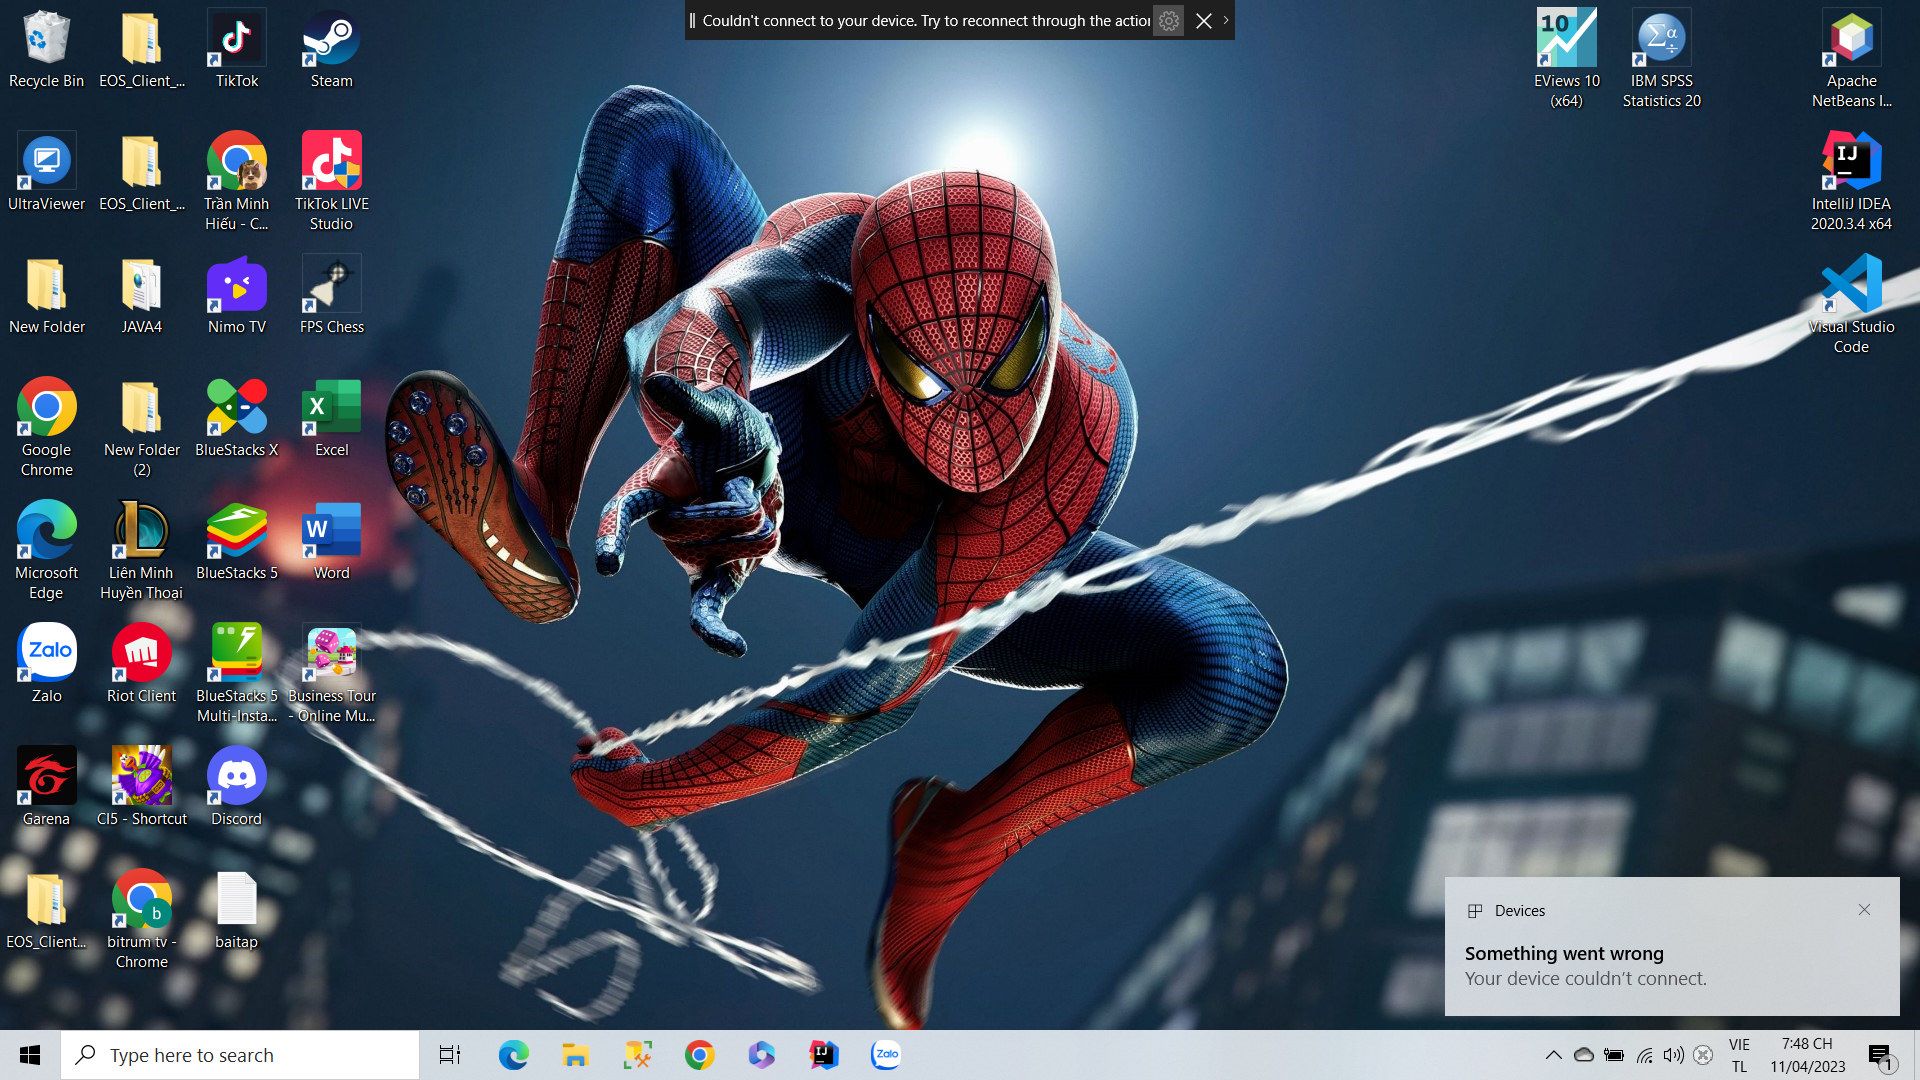 Couldn't connect to your device. Try to reconnect through the action
Recycle Bin
EOS_Client_...
TikTok
Steam
EViews 10
(x64)
IBM SPSS
Statistics 20
Apache
NetBeans I...
UltraViewer
EOS_Client_...
Trần Minh
Hiếu - C...
TikTok LIVE
Studio
IntelliJ IDEA
2020.3.4 x64
New Folder
JAVA4
Nimo TV
FPS Chess
Visual Studio
Code
Google
Chrome
New Folder
(2)
BlueStacks X
Excel
Microsoft
Edge
Liên Minh
Huyền Thoại
BlueStacks 5
Word
Zalo
Zalo
Riot Client
BlueStacks 5
Multi-Insta...
Business Tour
- Online Mu...
Garena
CI5 - Shortcut
Discord
EOS_Client...
bitrum tv -
Chrome
baitap
Devices
Something went wrong
Your device couldn't connect.
Type here to search
Zalo
VIE
TL
7:48 CH
11/04/2023
1